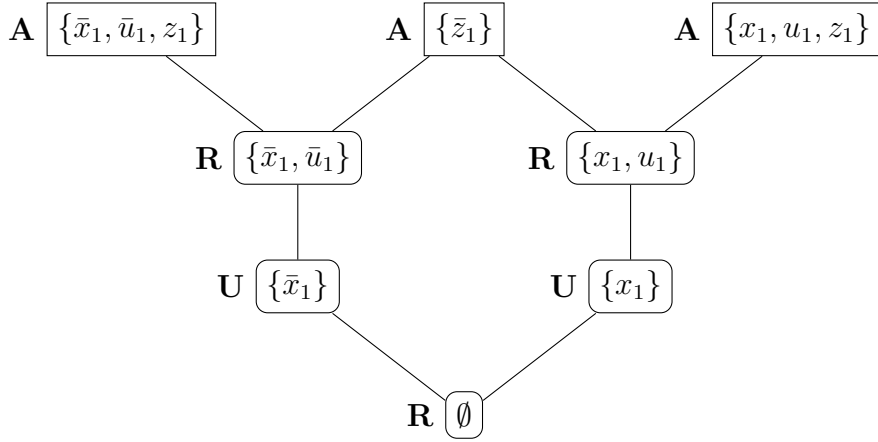 A {x̄₁, ū₁, z₁} A {z̄₁} A {x₁, u₁, z₁}
R {x̄₁, ū₁} R {x₁, u₁}
U {x̄₁} U {x₁}
R ∅